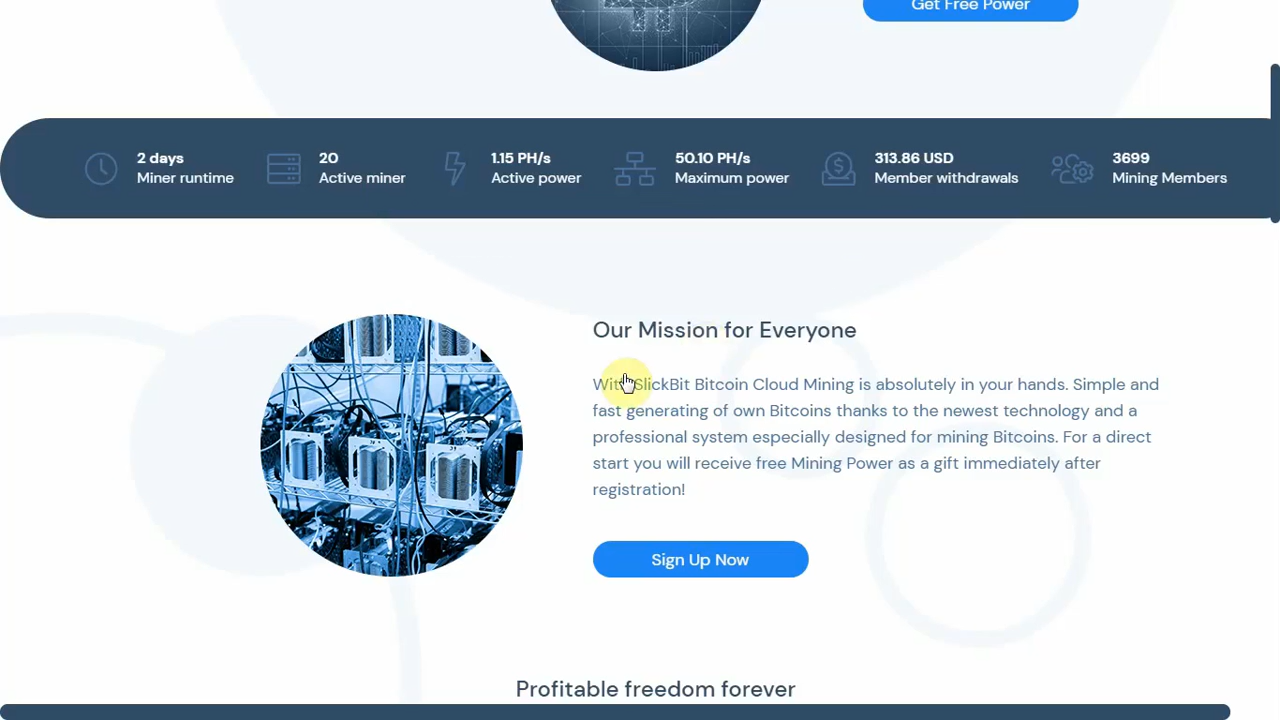 Get Free Power
2 days
Miner runtime
20
Active miner
1.15 PH/s
Active power
50.10 PH/s
Maximum power
313.86 USD
Member withdrawals
3699
Mining Members
Our Mission for Everyone
With SlickBit Bitcoin Cloud Mining is absolutely in your hands. Simple and
fast generating of own Bitcoins thanks to the newest technology and a
professional system especially designed for mining Bitcoins. For a direct
start you will receive free Mining Power as a gift immediately after
registration!
Sign Up Now
Profitable freedom forever